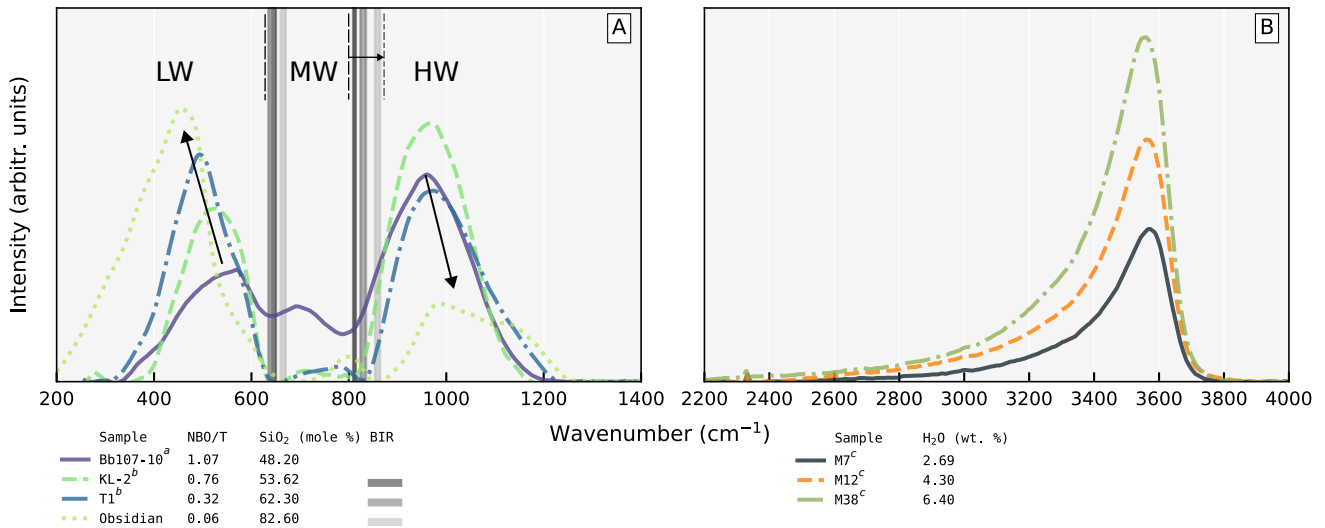 A
B
LW MW HW
Intensity (arbitr. units)
200 400 600 800 1000 1200 1400
2200 2400 2600 2800 3000 3200 3400 3600 3800 4000
Wavenumber (cm⁻¹)
Sample NBO/T SiO₂ (mole %) BIR
Bb107-10ᵃ 1.07 48.20
KL-2ᵇ 0.76 53.62
T1ᵇ 0.32 62.30
Obsidian 0.06 82.60
Sample H₂O (wt. %)
M7ᶜ 2.69
M12ᶜ 4.30
M38ᶜ 6.40